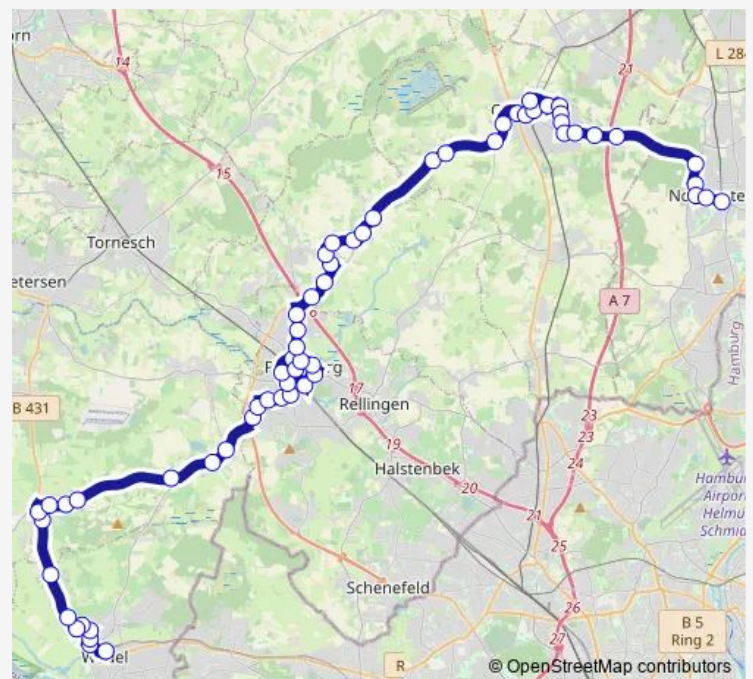 orn
14
21
L 284
15
Tornesch
etersen
A 7
Hamburg
B 431
17
Rellingen
23
23
19
Halstenbek
24
20
21
25
Schenefeld
26
B 5
Ring 2
27
R
© OpenStreetMap contributors